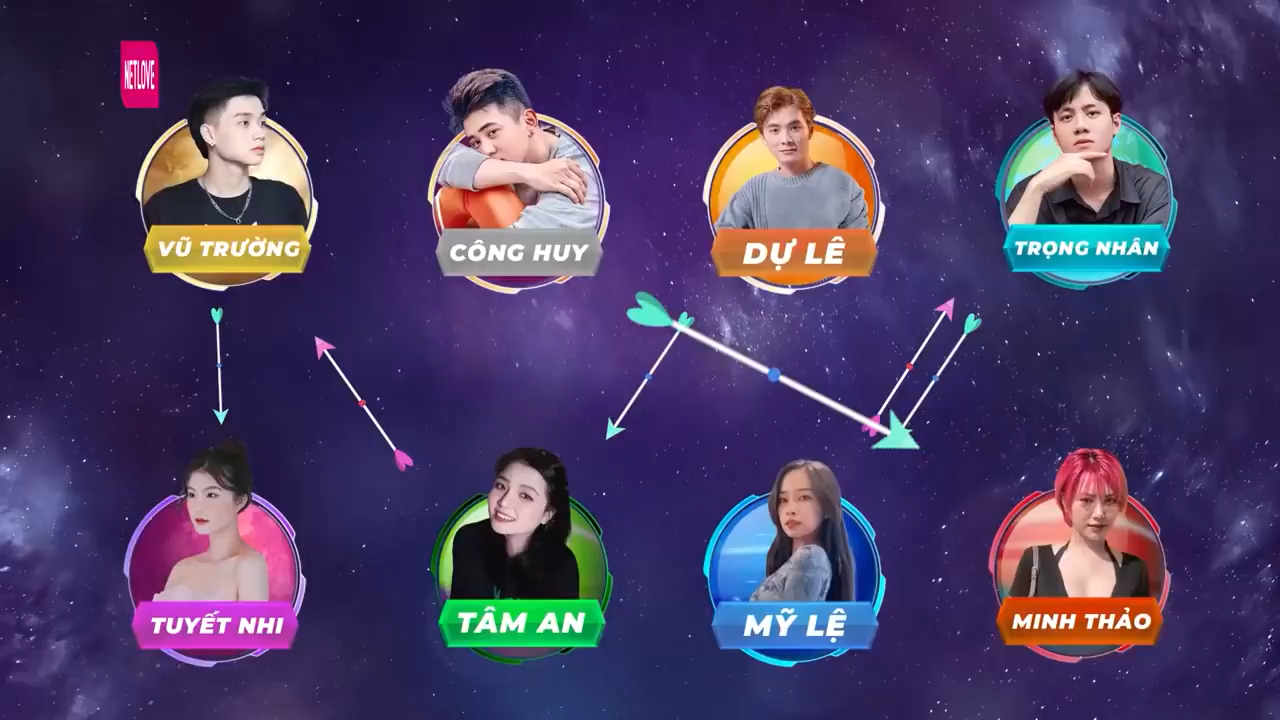 NETLOVE
VŨ TRƯỜNG
CÔNG HUY
DỰ LÊ
TRỌNG NHÂN
TUYẾT NHI
TÂM AN
MỸ LỆ
MINH THẢO